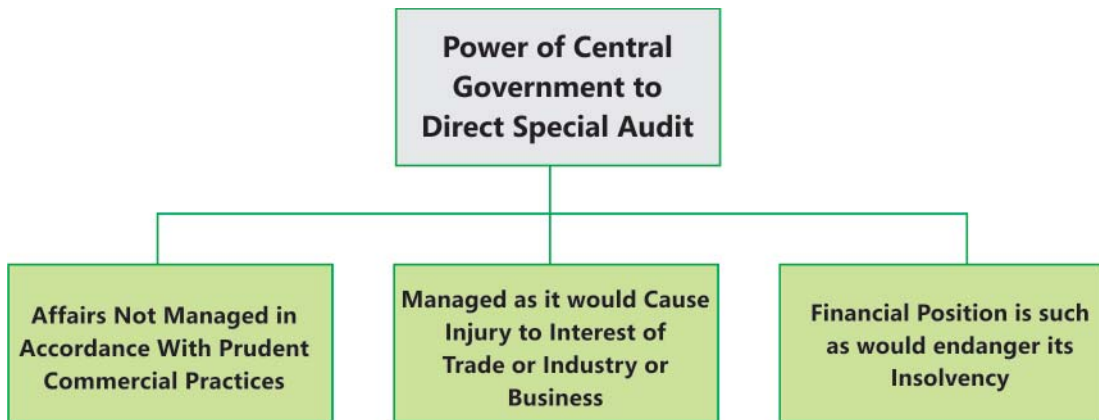 Power of Central
Government to
Direct Special Audit
Affairs Not Managed in
Accordance With Prudent
Commercial Practices
Managed as it would Cause
Injury to Interest of
Trade or Industry or
Business
Financial Position is such
as would endanger its
Insolvency